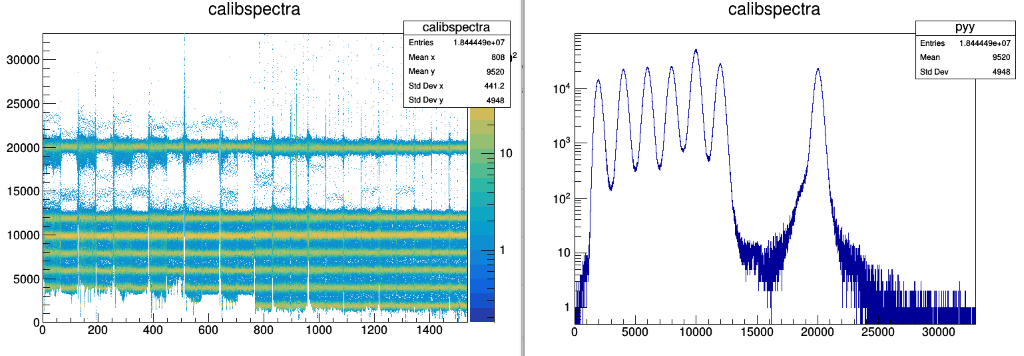 calibspectra
calibspectra
Entries 1.844449e+07
Mean x 808
Mean y 9520
Std Dev x 441.2
Std Dev y 4948
30000
25000
20000
15000
10000
5000
0
0 200 400 600 800 1000 1200 1400
10²
10
1
calibspectra
pyy
Entries 1.844449e+07
Mean 9520
Std Dev 4948
10⁴
10³
10²
10
1
0 5000 10000 15000 20000 25000 30000